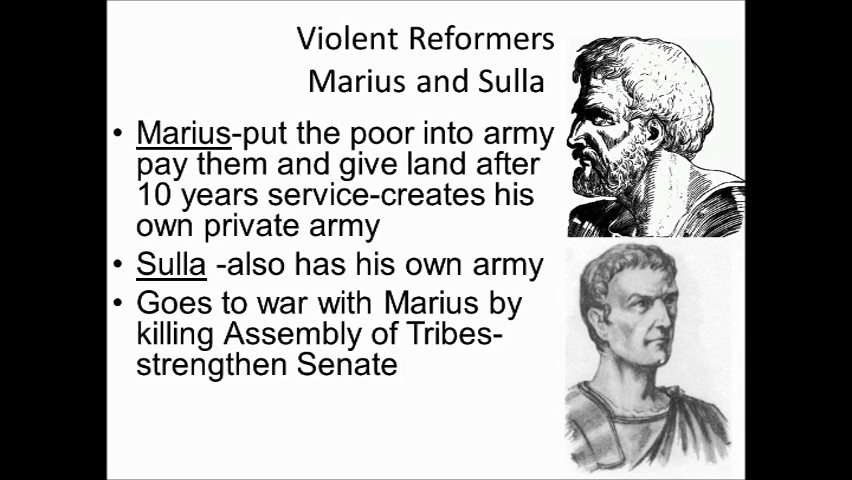 Violent Reformers
Marius and Sulla
• Marius-put the poor into army
pay them and give land after
10 years service-creates his
own private army
• Sulla -also has his own army
• Goes to war with Marius by
killing Assembly of Tribes-
strengthen Senate